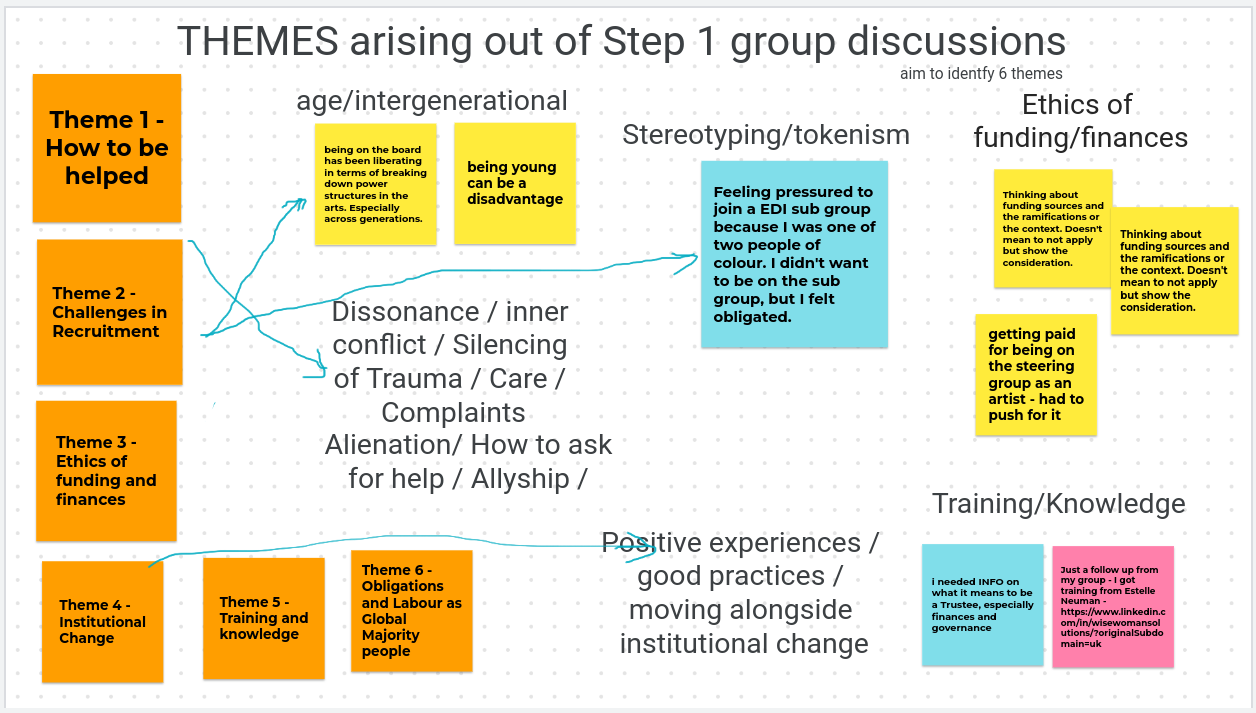 THEMES arising out of Step 1 group discussions
aim to identfy 6 themes
Theme 1 -
How to be
helped
Theme 2 -
Challenges in
Recruitment
Theme 3 -
Ethics of
funding and
finances
Theme 4 -
Institutional
Change
Theme 5 -
Training and
knowledge
Theme 6 -
Obligations
and Labour as
Global
Majority
people
age/intergenerational
being on the board
has been liberating
in terms of breaking
down power
structures in the
arts. Especially
across generations.
being young
can be a
disadvantage
Dissonance / inner
conflict / Silencing
of Trauma / Care /
Complaints
Alienation/ How to ask
for help / Allyship /
Stereotyping/tokenism
Feeling pressured to
join a EDI sub group
because I was one of
two people of
colour. I didn't want
to be on the sub
group, but I felt
obligated.
Positive experiences /
good practices /
moving alongside
institutional change
Ethics of
funding/finances
Thinking about
funding sources and
the ramifications or
the context. Doesn't
mean to not apply
but show the
consideration.
Thinking about
funding sources and
the ramifications or
the context. Doesn't
mean to not apply
but show the
consideration.
getting paid
for being on
the steering
group as an
artist - had to
push for it
Training/Knowledge
i needed INFO on
what it means to be
a Trustee, especially
finances and
governance
Just a follow up from
my group - I got
training from Estelle
Neuman -
https://www.linkedin.c
om/in/wisewomansol
utions/?originalSubdo
main=uk